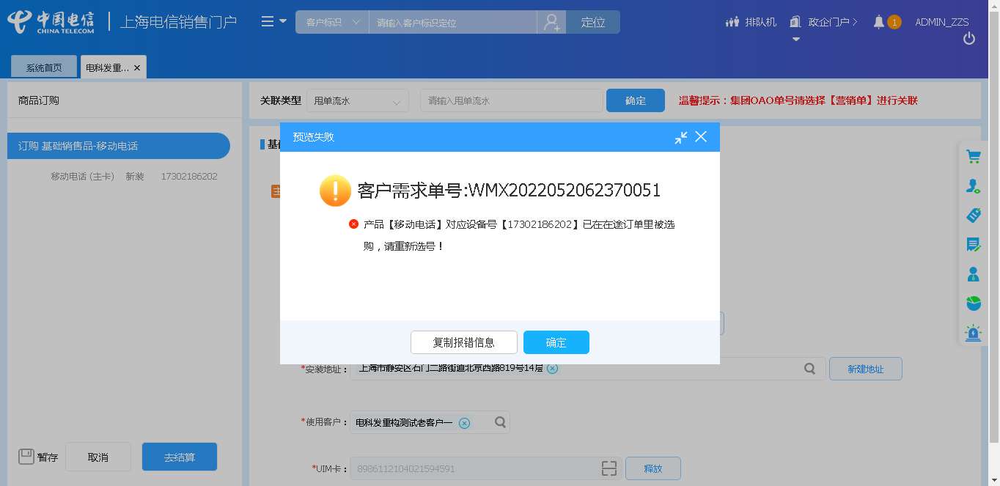 中国电信
CHINA TELECOM
上海电信销售门户
客户标识
请输入客户标识定位
定位
排队机
政企门户
1
ADMIN_ZZS
系统首页
电科发重...
商品订购
关联类型
甩单流水
请输入甩单流水
确定
温馨提示：集团OAO单号请选择【营销单】进行关联
预览失败
订购 基础销售品-移动电话
基
移动电话 (主卡) 新装 17302186202
主
客户需求单号:WMX2022052062370051
产品【移动电话】对应设备号【17302186202】已在在途订单里被选
购，请重新选号！
复制报错信息
确定
*安装地址：
上海市静安区石门二路街道北京西路819号14层
新建地址
*使用客户：
电科发重构测试老客户一
暂存
取消
去结算
*UIM卡：
8986112104021594591
释放